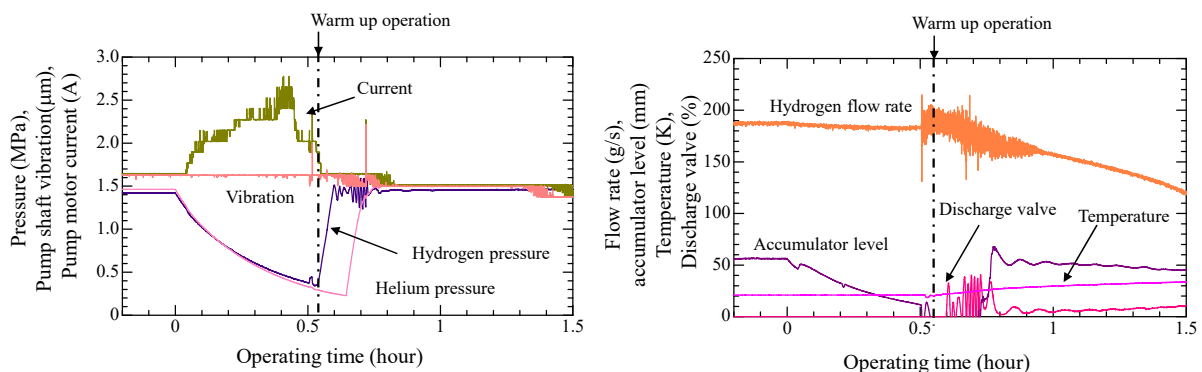 Warm up operation
Pressure (MPa),
Pump shaft vibration(μm),
Pump motor current (A)
3.0
2.5
2.0
1.5
1.0
0.5
0
Current
Vibration
Hydrogen pressure
Helium pressure
0
0.5
1
1.5
Operating time (hour)
Warm up operation
Flow rate (g/s),
accumulator level (mm)
Temperature (K),
Discharge valve (%)
250
200
150
100
50
0
Hydrogen flow rate
Discharge valve
Temperature
Accumulator level
0
0.5
1
1.5
Operating time (hour)